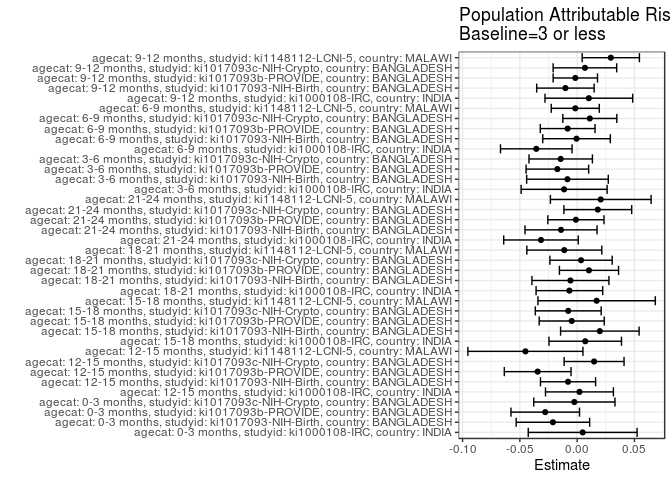 Population Attributable Ris
Baseline=3 or less
agecat: 9-12 months, studyid: ki1148112-LCNI-5, country: MALAWI
agecat: 9-12 months, studyid: ki1017093c-NIH-Crypto, country: BANGLADESH
agecat: 9-12 months, studyid: ki1017093b-PROVIDE, country: BANGLADESH
agecat: 9-12 months, studyid: ki1017093-NIH-Birth, country: BANGLADESH
agecat: 9-12 months, studyid: ki1000108-IRC, country: INDIA
agecat: 6-9 months, studyid: ki1148112-LCNI-5, country: MALAWI
agecat: 6-9 months, studyid: ki1017093c-NIH-Crypto, country: BANGLADESH
agecat: 6-9 months, studyid: ki1017093b-PROVIDE, country: BANGLADESH
agecat: 6-9 months, studyid: ki1017093-NIH-Birth, country: BANGLADESH
agecat: 6-9 months, studyid: ki1000108-IRC, country: INDIA
agecat: 3-6 months, studyid: ki1017093c-NIH-Crypto, country: BANGLADESH
agecat: 3-6 months, studyid: ki1017093b-PROVIDE, country: BANGLADESH
agecat: 3-6 months, studyid: ki1017093-NIH-Birth, country: BANGLADESH
agecat: 3-6 months, studyid: ki1000108-IRC, country: INDIA
agecat: 21-24 months, studyid: ki1148112-LCNI-5, country: MALAWI
agecat: 21-24 months, studyid: ki1017093c-NIH-Crypto, country: BANGLADESH
agecat: 21-24 months, studyid: ki1017093b-PROVIDE, country: BANGLADESH
agecat: 21-24 months, studyid: ki1017093-NIH-Birth, country: BANGLADESH
agecat: 21-24 months, studyid: ki1000108-IRC, country: INDIA
agecat: 18-21 months, studyid: ki1148112-LCNI-5, country: MALAWI
agecat: 18-21 months, studyid: ki1017093c-NIH-Crypto, country: BANGLADESH
agecat: 18-21 months, studyid: ki1017093b-PROVIDE, country: BANGLADESH
agecat: 18-21 months, studyid: ki1017093-NIH-Birth, country: BANGLADESH
agecat: 18-21 months, studyid: ki1000108-IRC, country: INDIA
agecat: 15-18 months, studyid: ki1148112-LCNI-5, country: MALAWI
agecat: 15-18 months, studyid: ki1017093c-NIH-Crypto, country: BANGLADESH
agecat: 15-18 months, studyid: ki1017093b-PROVIDE, country: BANGLADESH
agecat: 15-18 months, studyid: ki1017093-NIH-Birth, country: BANGLADESH
agecat: 15-18 months, studyid: ki1000108-IRC, country: INDIA
agecat: 12-15 months, studyid: ki1148112-LCNI-5, country: MALAWI
agecat: 12-15 months, studyid: ki1017093c-NIH-Crypto, country: BANGLADESH
agecat: 12-15 months, studyid: ki1017093b-PROVIDE, country: BANGLADESH
agecat: 12-15 months, studyid: ki1017093-NIH-Birth, country: BANGLADESH
agecat: 12-15 months, studyid: ki1000108-IRC, country: INDIA
agecat: 0-3 months, studyid: ki1017093c-NIH-Crypto, country: BANGLADESH
agecat: 0-3 months, studyid: ki1017093b-PROVIDE, country: BANGLADESH
agecat: 0-3 months, studyid: ki1017093-NIH-Birth, country: BANGLADESH
agecat: 0-3 months, studyid: ki1000108-IRC, country: INDIA
-0.10 -0.05 0.00 0.05
Estimate